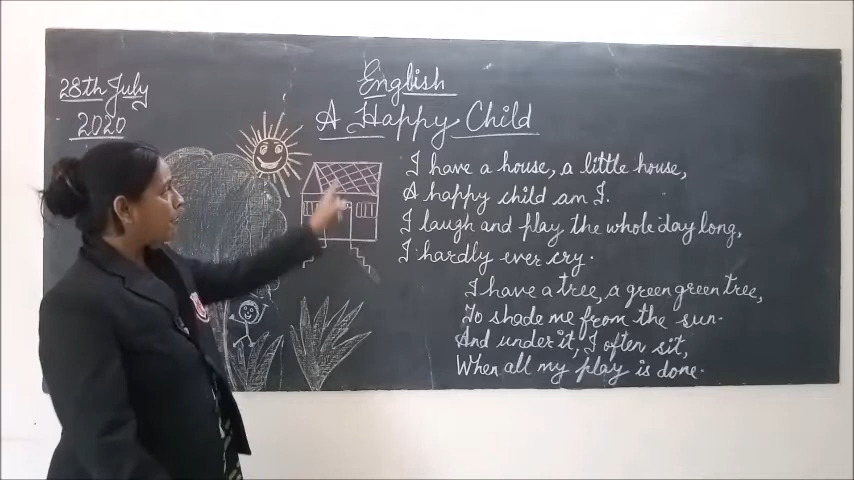 28th July
2020
English
A Happy Child
I have a house, a little house,
A happy child am I.
I laugh and play the whole day long,
I hardly ever cry.
I have a tree, a green green tree,
To shade me from the sun.
And under it, I often sit,
When all my play is done.